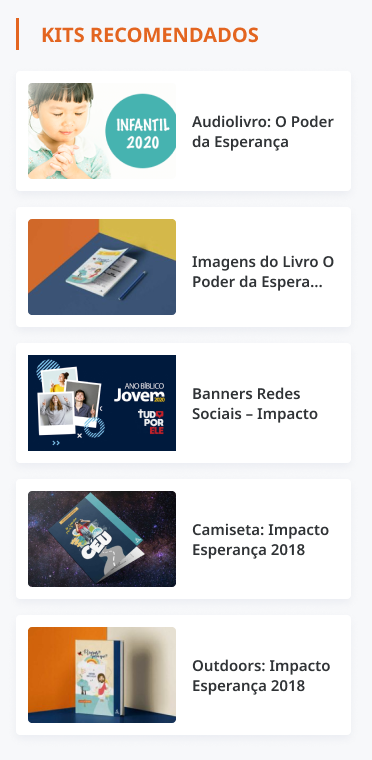 KITS RECOMENDADOS
INFANTIL
2020
Audiolivro: O Poder
da Esperança
Imagens do Livro O
Poder da Espera...
ANO BÍBLICO
Jovem
2020
TUDO
POR
ELE
Banners Redes
Sociais – Impacto
CÉU
Camiseta: Impacto
Esperança 2018
Outdoors: Impacto
Esperança 2018